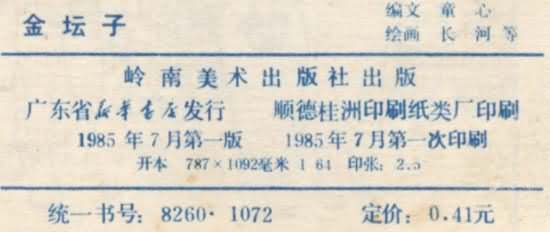 金坛子
编文 童心
绘画 长河等
岭南美术出版社出版
广东省新华书店发行 顺德桂洲印刷纸类厂印刷
1985年7月第一版 1985年7月第一次印刷
开本 787×1092毫米 1 64 印张: 2.5
统一书号: 8260·1072 定价: 0.41元